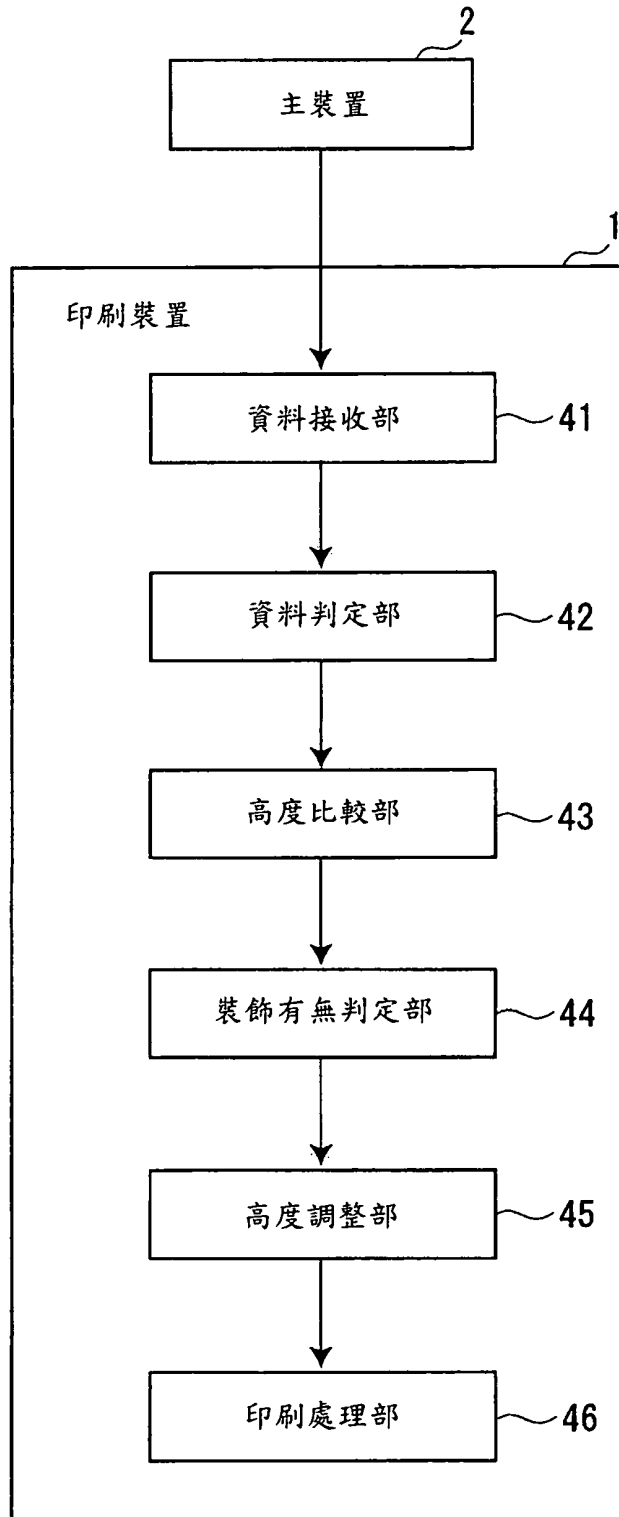 2
主裝置
1
印刷裝置
資料接收部 41
資料判定部 42
高度比較部 43
裝飾有無判定部 44
高度調整部 45
印刷處理部 46